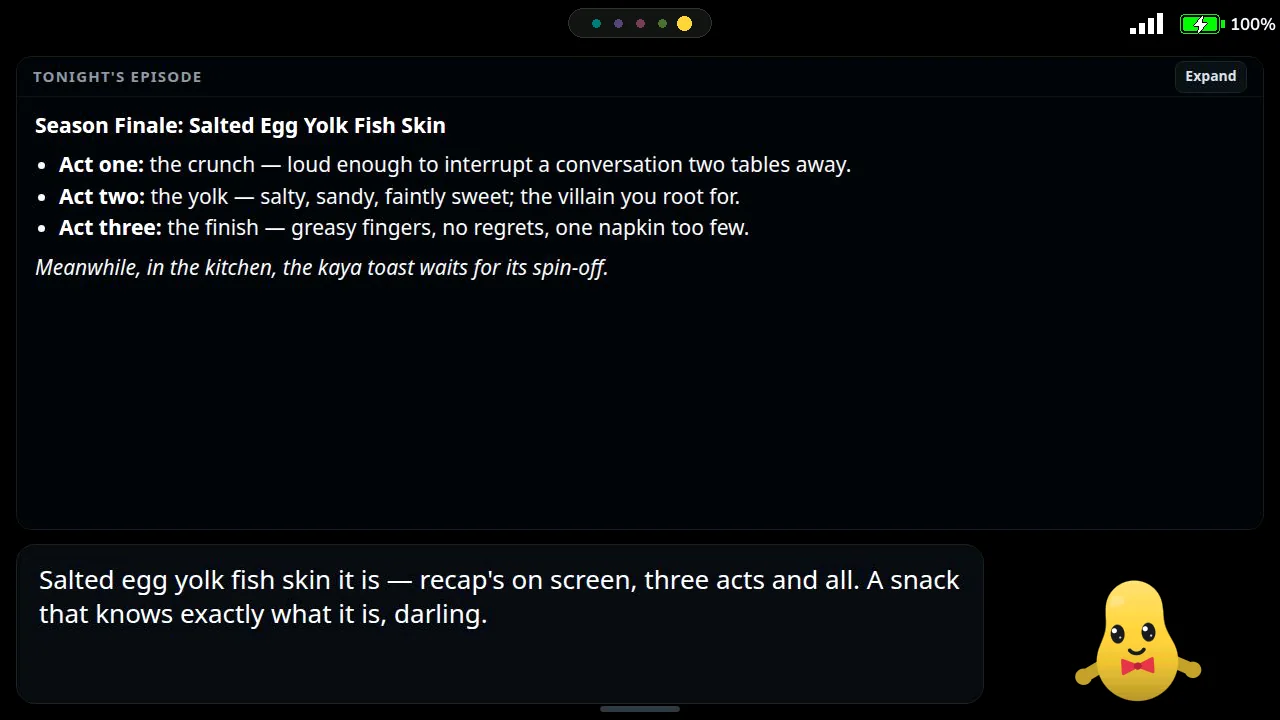 100%
TONIGHT'S EPISODE
Expand
Season Finale: Salted Egg Yolk Fish Skin
• Act one: the crunch — loud enough to interrupt a conversation two tables away.
• Act two: the yolk — salty, sandy, faintly sweet; the villain you root for.
• Act three: the finish — greasy fingers, no regrets, one napkin too few.
Meanwhile, in the kitchen, the kaya toast waits for its spin-off.
Salted egg yolk fish skin it is — recap's on screen, three acts and all. A snack
that knows exactly what it is, darling.